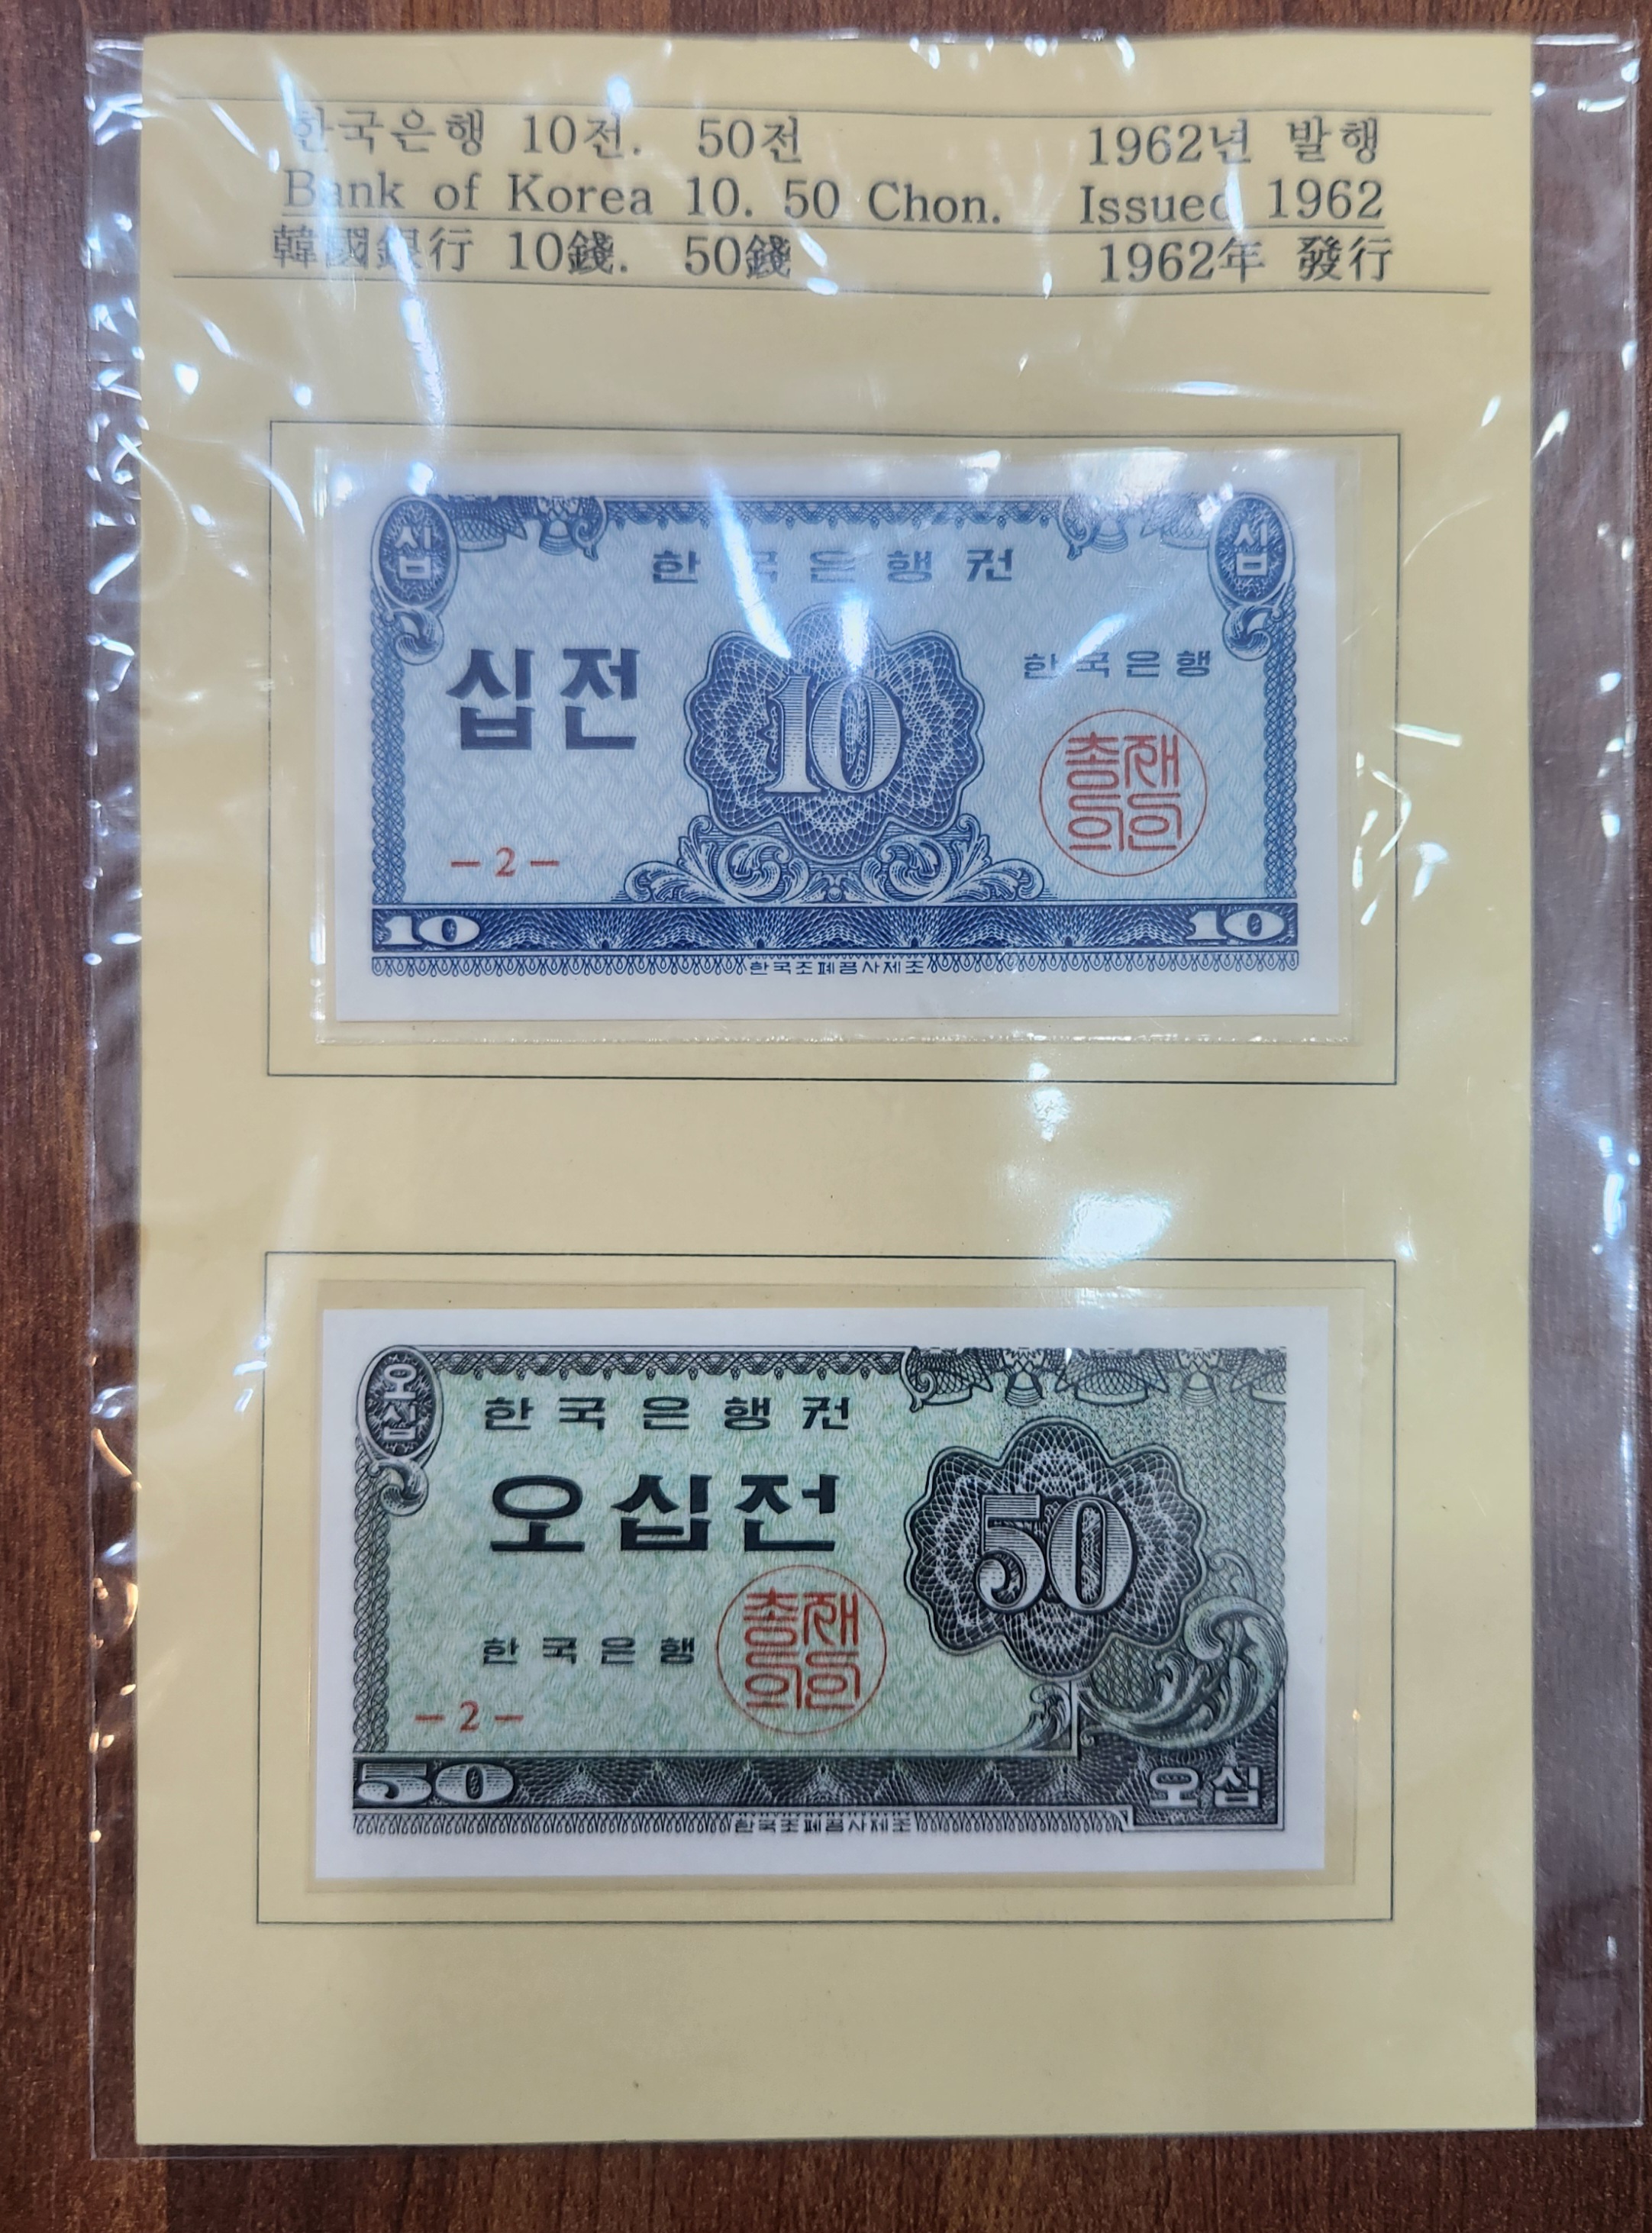 한국은행 10전. 50전 1962년 발행
Bank of Korea 10. 50 Chon. Issued 1962
韓國銀行 10錢. 50錢 1962年 發行
십 십
한국은행권
십전 10 한국은행
총재의인
-2-
10 10
한국조폐공사제조
오십
한국은행권
오십전 50
한국은행 총재의인
-2-
50 오십
한국조폐공사제조